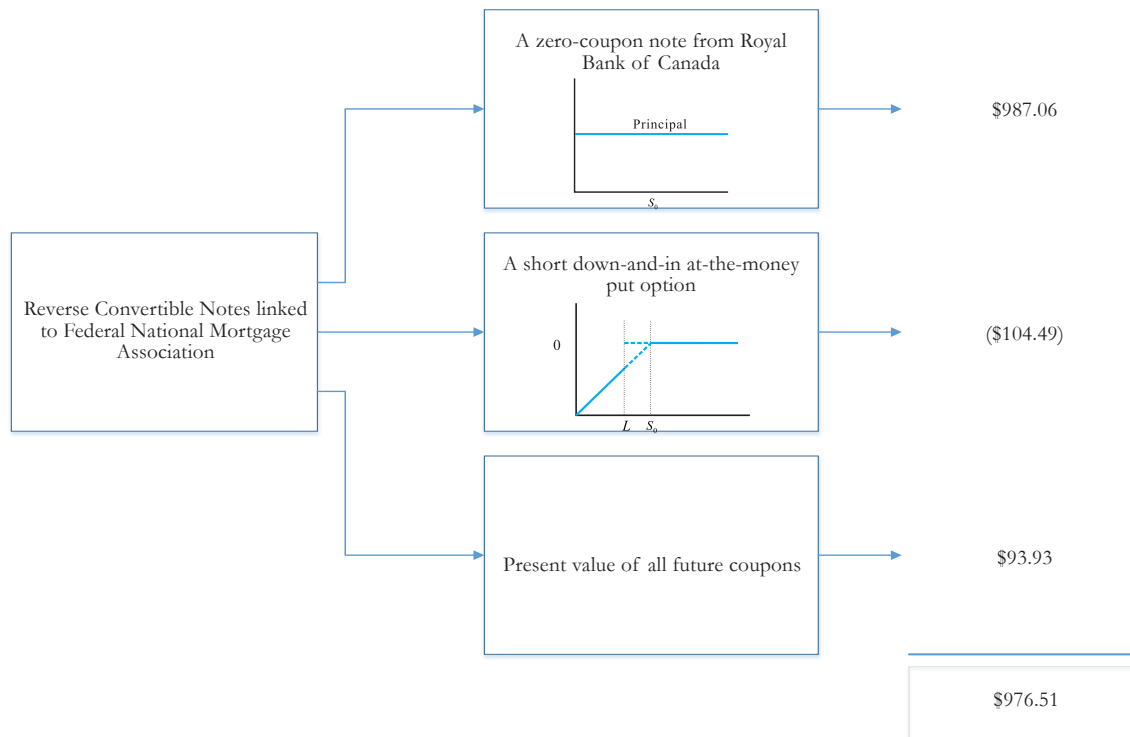 A zero-coupon note from Royal
Bank of Canada
Principal
S₀
$987.06
Reverse Convertible Notes linked
to Federal National Mortgage
Association
A short down-and-in at-the-money
put option
0
L S₀
($104.49)
Present value of all future coupons
$93.93
$976.51